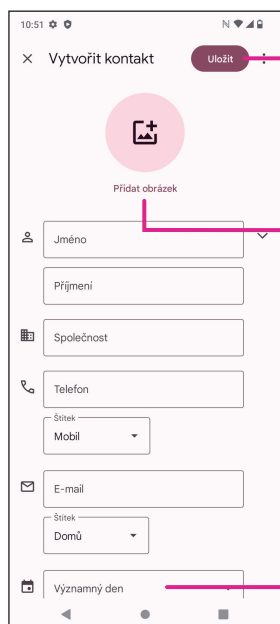 10:51
Vytvořit kontakt
Uložit
Přidat obrázek
Jméno
Příjmení
Společnost
Telefon
Štítek
Mobil
E-mail
Štítek
Domů
Významný den